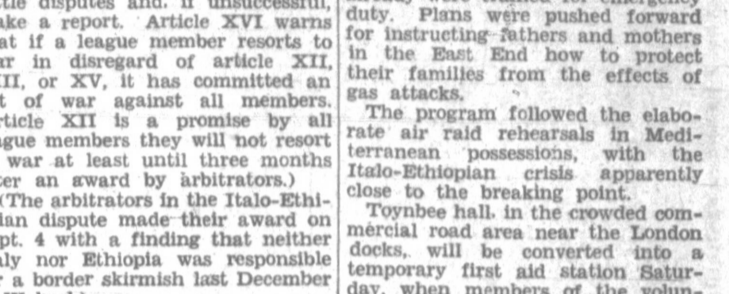 tle disputes and, if unsuccessful,
ake a report. Article XVI warns
at if a league member resorts to
ar in disregard of article XII,
III, or XV, it has committed an
t of war against all members.
rticle XII is a promise by all
ague members they will not resort
war at least until three months
ter an award by arbitrators.)
(The arbitrators in the Italo-Ethi-
ian dispute made their award on
pt. 4 with a finding that neither
aly nor Ethiopia was responsible
r a border skirmish last December
duty. Plans were pushed forward
for instructing fathers and mothers
in the East End how to protect
their families from the effects of
gas attacks.
The program followed the elabo-
rate air raid rehearsals in Medi-
terranean possessions, with the
Italo-Ethiopian crisis apparently
close to the breaking point.
Toynbee hall, in the crowded com-
mercial road area near the London
docks, will be converted into a
temporary first aid station Satur-
day, when members of the volun-